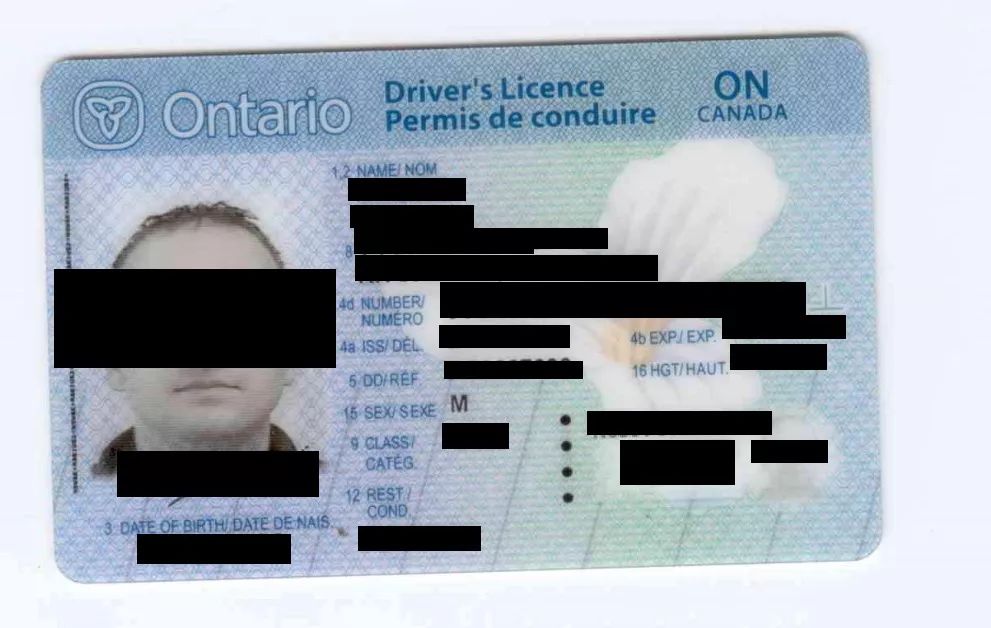 Ontario
Driver's Licence
Permis de conduire
ON
CANADA
1,2 NAME/ NOM
8
4d NUMBER/
NUMÉRO
4a ISS/ DÉL.
4b EXP./ EXP.
5 DD/RÉF.
16 HGT/HAUT.
15 SEX/ SEXE M
9 CLASS/
CATÉG.
12 REST /
COND.
3 DATE OF BIRTH/ DATE DE NAIS.